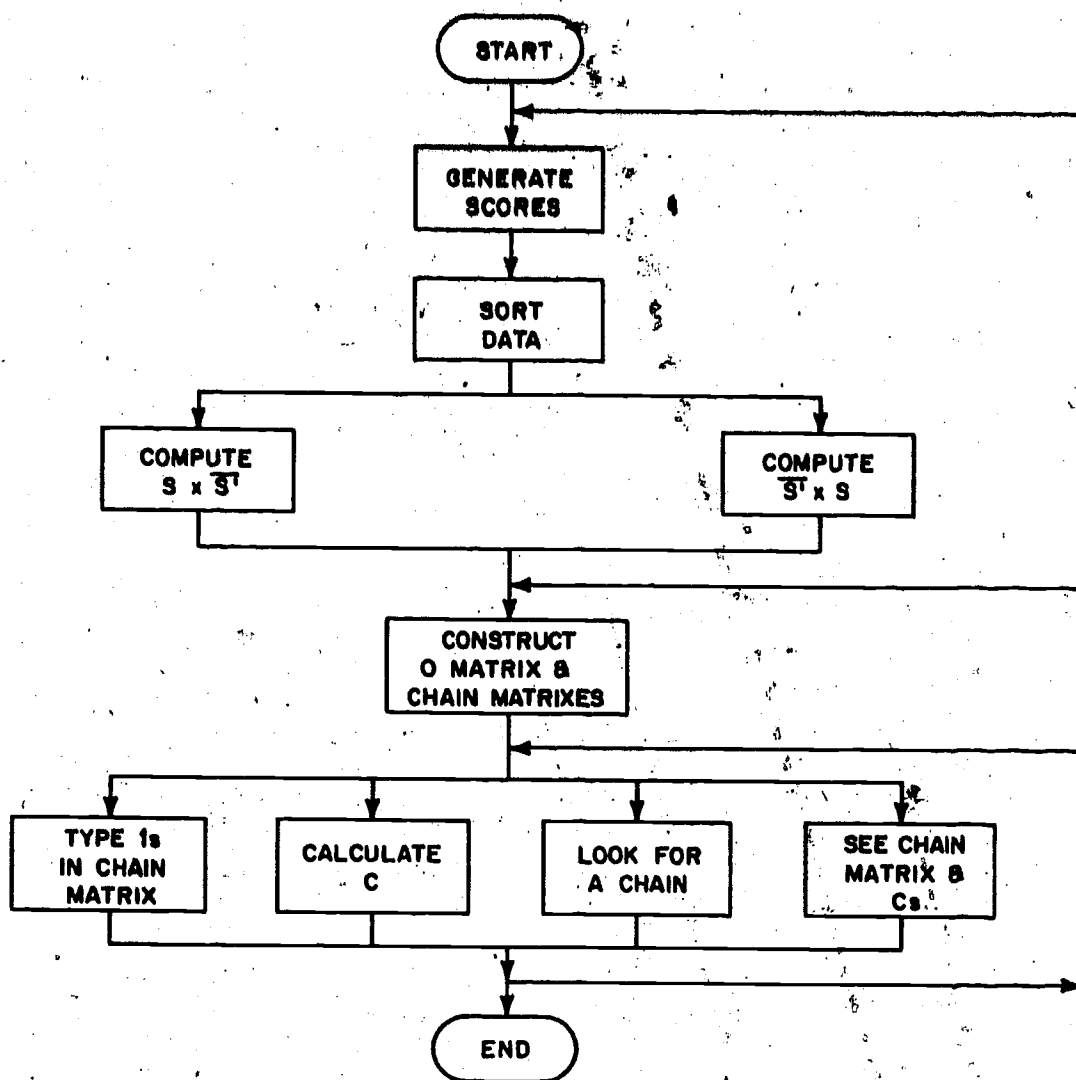 START
GENERATE
SCORES
SORT
DATA
COMPUTE
S x S̅'̅
COMPUTE
S̅'̅ x S
CONSTRUCT
O MATRIX &
CHAIN MATRIXES
TYPE 1s
IN CHAIN
MATRIX
CALCULATE
C
LOOK FOR
A CHAIN
SEE CHAIN
MATRIX &
Cs
END